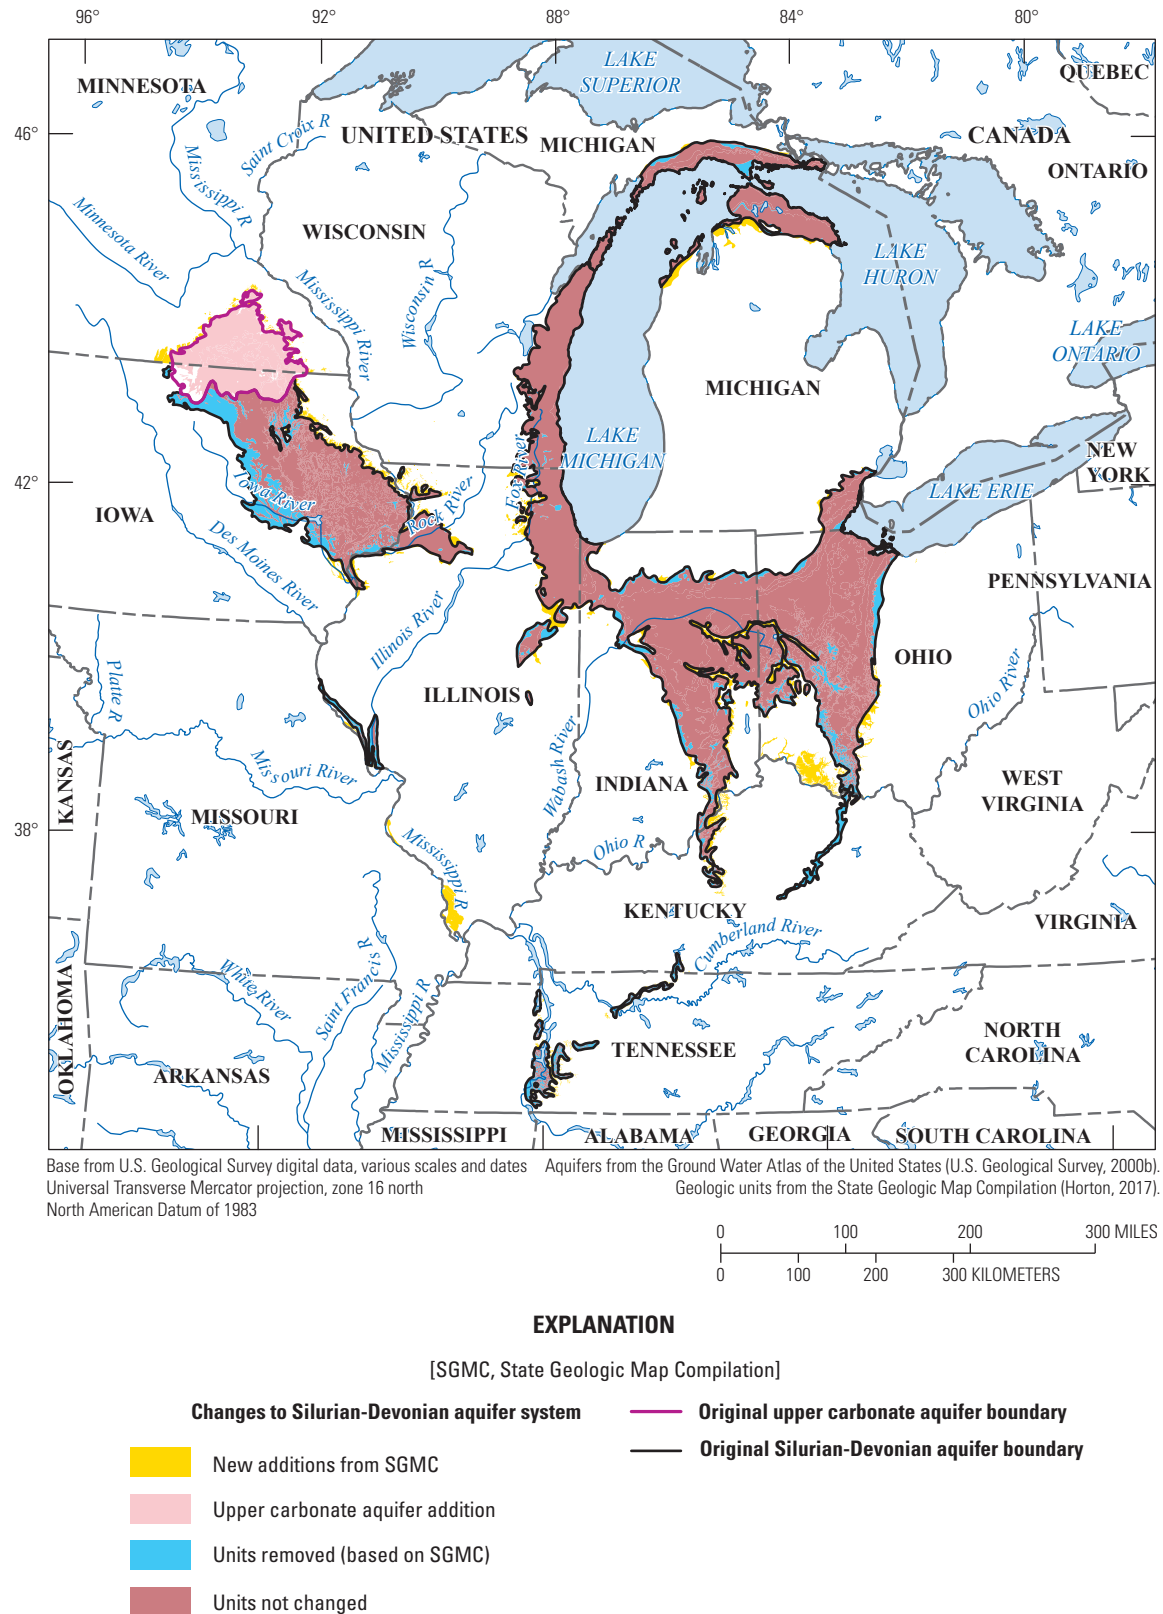 96°
92°
88°
84°
80°
46°
42°
38°
MINNESOTA
LAKE
SUPERIOR
QUEBEC
Saint Croix R
UNITED STATES
MICHIGAN
CANADA
ONTARIO
Mississippi R
Minnesota River
WISCONSIN
Wisconsin R
Mississippi River
LAKE
HURON
LAKE
ONTARIO
MICHIGAN
LAKE
MICHIGAN
NEW
YORK
LAKE ERIE
Fox River
Rock River
Iowa River
IOWA
Des Moines River
PENNSYLVANIA
Illinois River
OHIO
Ohio River
Platte R
ILLINOIS
Wabash River
KANSAS
Missouri River
INDIANA
WEST
VIRGINIA
MISSOURI
Mississippi R
Ohio R
KENTUCKY
VIRGINIA
Cumberland River
OKLAHOMA
White River
Saint Francis R
Mississippi R
NORTH
CAROLINA
TENNESSEE
ARKANSAS
MISSISSIPPI
ALABAMA
GEORGIA
SOUTH CAROLINA
Base from U.S. Geological Survey digital data, various scales and dates
Universal Transverse Mercator projection, zone 16 north
North American Datum of 1983
Aquifers from the Ground Water Atlas of the United States (U.S. Geological Survey, 2000b).
Geologic units from the State Geologic Map Compilation (Horton, 2017).
0 100 200 300 MILES
0 100 200 300 KILOMETERS
EXPLANATION
[SGMC, State Geologic Map Compilation]
Changes to Silurian-Devonian aquifer system
New additions from SGMC
Upper carbonate aquifer addition
Units removed (based on SGMC)
Units not changed
Original upper carbonate aquifer boundary
Original Silurian-Devonian aquifer boundary